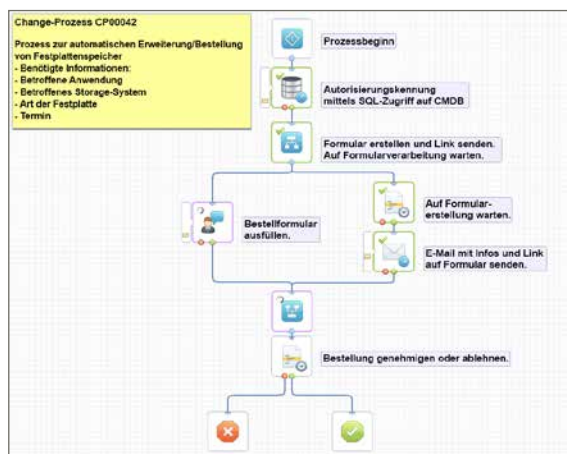 Change-Prozess CP00042
Prozess zur automatischen Erweiterung/Bestellung
von Festplattenspeicher
- Benötigte Informationen:
- Betroffene Anwendung
- Betroffenes Storage-System
- Art der Festplatte
- Termin
Prozessbeginn
Autorisierungskennung
mittels SQL-Zugriff auf CMDB
Formular erstellen und Link senden.
Auf Formularverarbeitung warten.
Bestellformular
ausfüllen.
Auf Formular-
erstellung warten.
E-Mail mit Infos und Link
auf Formular senden.
Bestellung genehmigen oder ablehnen.